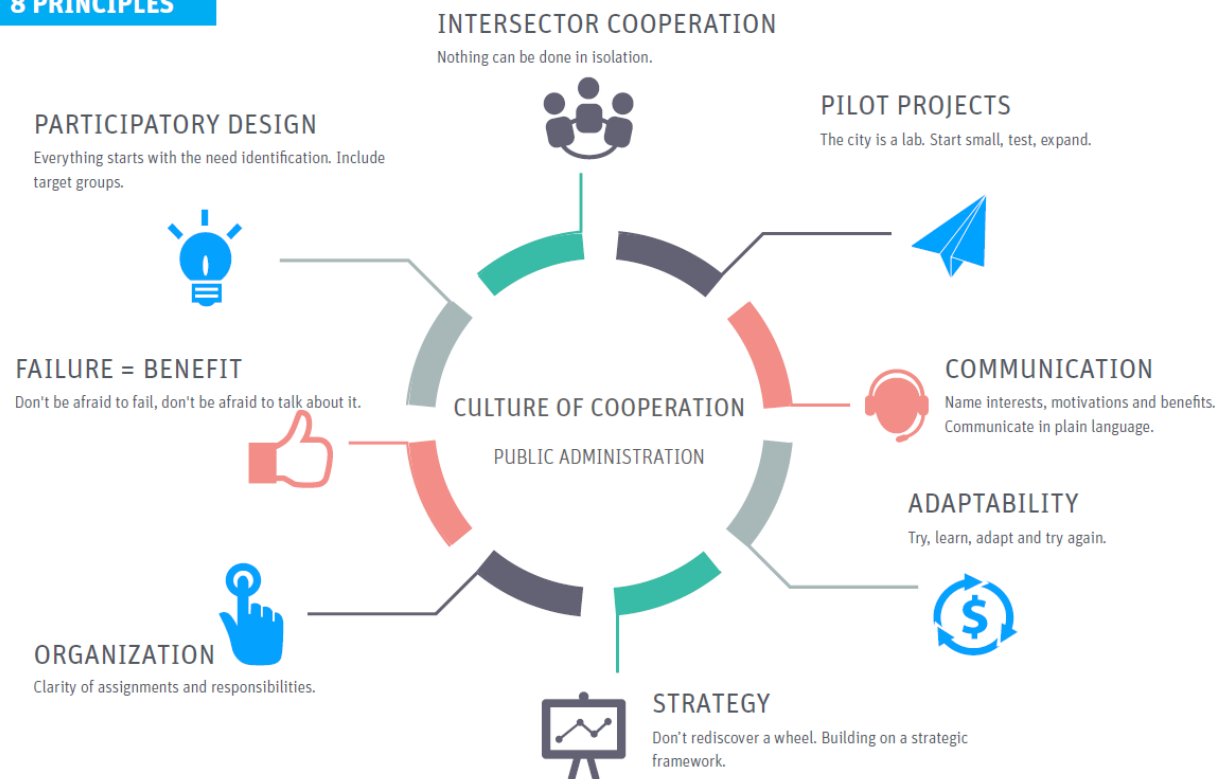 8 PRINCIPLES
INTERSECTOR COOPERATION
Nothing can be done in isolation.
PILOT PROJECTS
The city is a lab. Start small, test, expand.
PARTICIPATORY DESIGN
Everything starts with the need identification. Include
target groups.
FAILURE = BENEFIT
Don't be afraid to fail, don't be afraid to talk about it.
CULTURE OF COOPERATION
PUBLIC ADMINISTRATION
COMMUNICATION
Name interests, motivations and benefits.
Communicate in plain language.
ADAPTABILITY
Try, learn, adapt and try again.
$
ORGANIZATION
Clarity of assignments and responsibilities.
STRATEGY
Don't rediscover a wheel. Building on a strategic
framework.